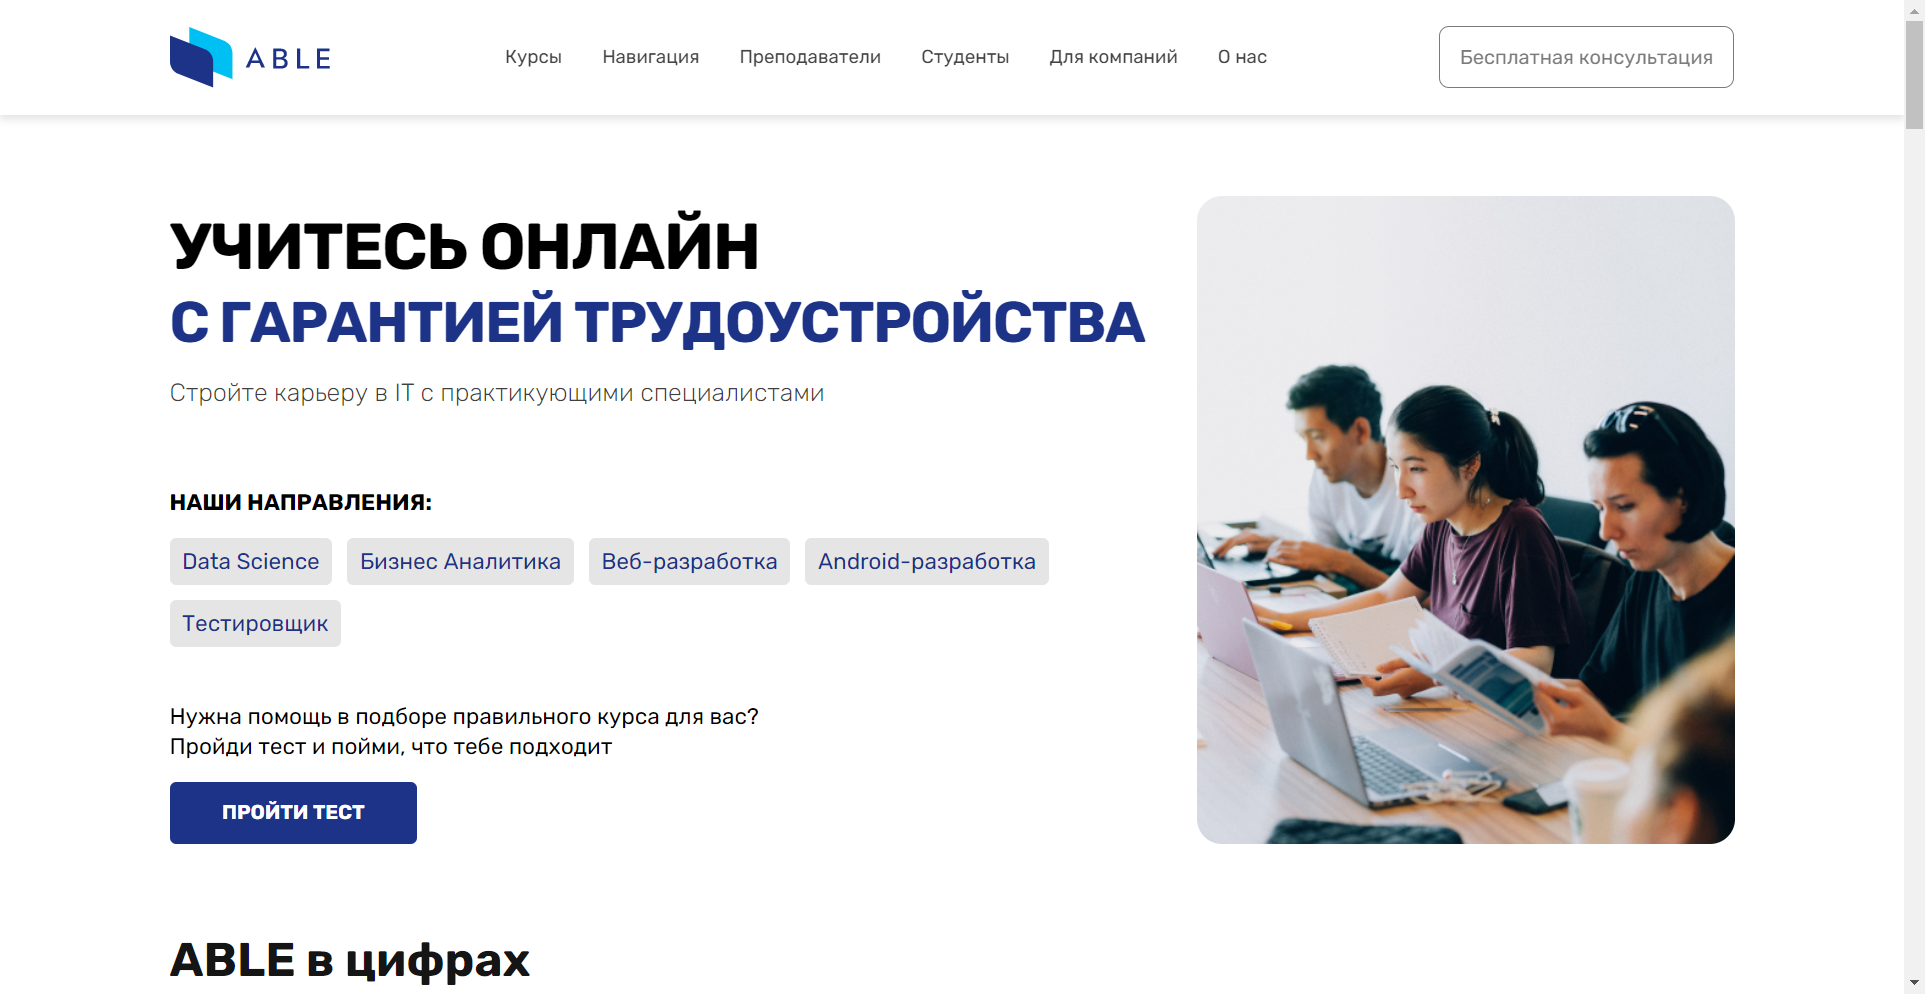 ABLE
Курсы
Навигация
Преподаватели
Студенты
Для компаний
О нас
Бесплатная консультация
УЧИТЕСЬ ОНЛАЙН
С ГАРАНТИЕЙ ТРУДОУСТРОЙСТВА
Стройте карьеру в IT с практикующими специалистами
НАШИ НАПРАВЛЕНИЯ:
Data Science
Бизнес Аналитика
Веб-разработка
Android-разработка
Тестировщик
Нужна помощь в подборе правильного курса для вас?
Пройди тест и пойми, что тебе подходит
ПРОЙТИ ТЕСТ
ABLE в цифрах